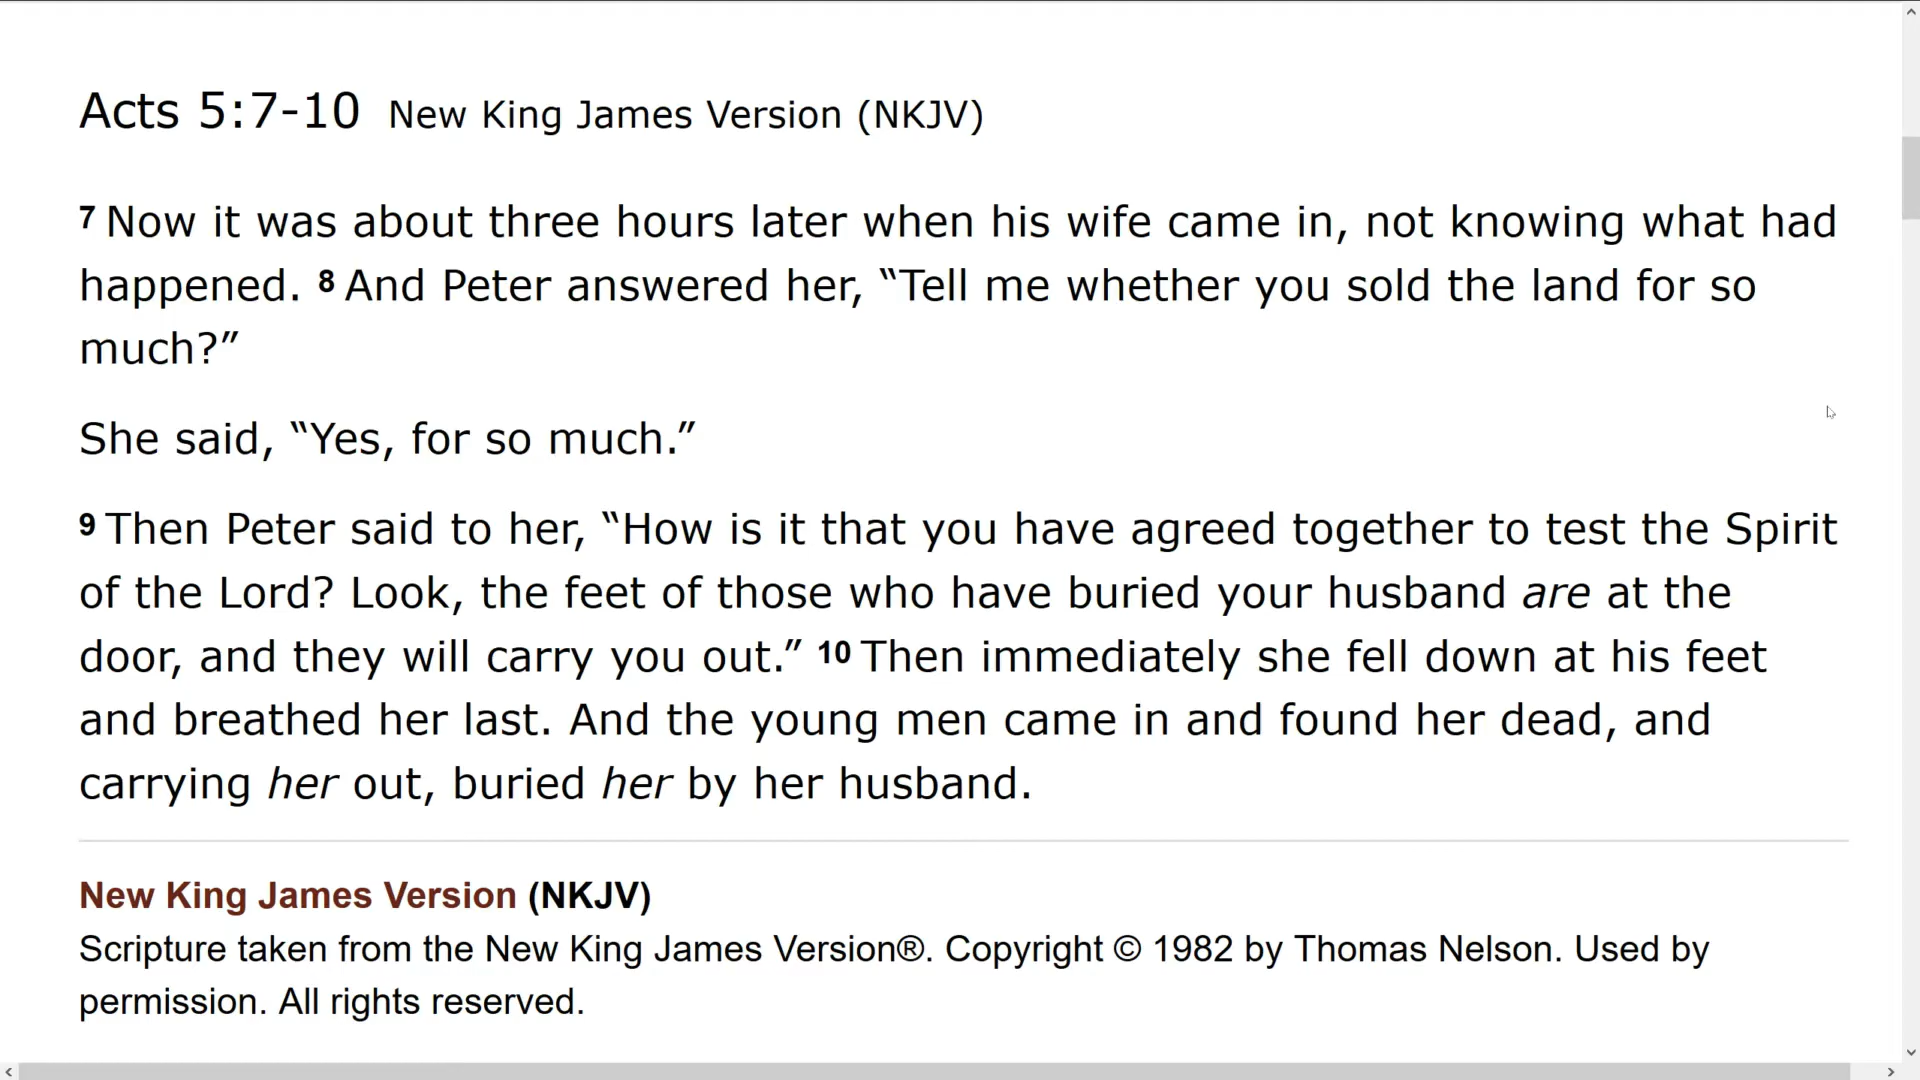 Acts 5:7-10 New King James Version (NKJV)
7 Now it was about three hours later when his wife came in, not knowing what had
happened. 8 And Peter answered her, “Tell me whether you sold the land for so
much?”
She said, “Yes, for so much.”
9 Then Peter said to her, “How is it that you have agreed together to test the Spirit
of the Lord? Look, the feet of those who have buried your husband are at the
door, and they will carry you out.” 10 Then immediately she fell down at his feet
and breathed her last. And the young men came in and found her dead, and
carrying her out, buried her by her husband.
New King James Version (NKJV)
Scripture taken from the New King James Version®. Copyright © 1982 by Thomas Nelson. Used by
permission. All rights reserved.